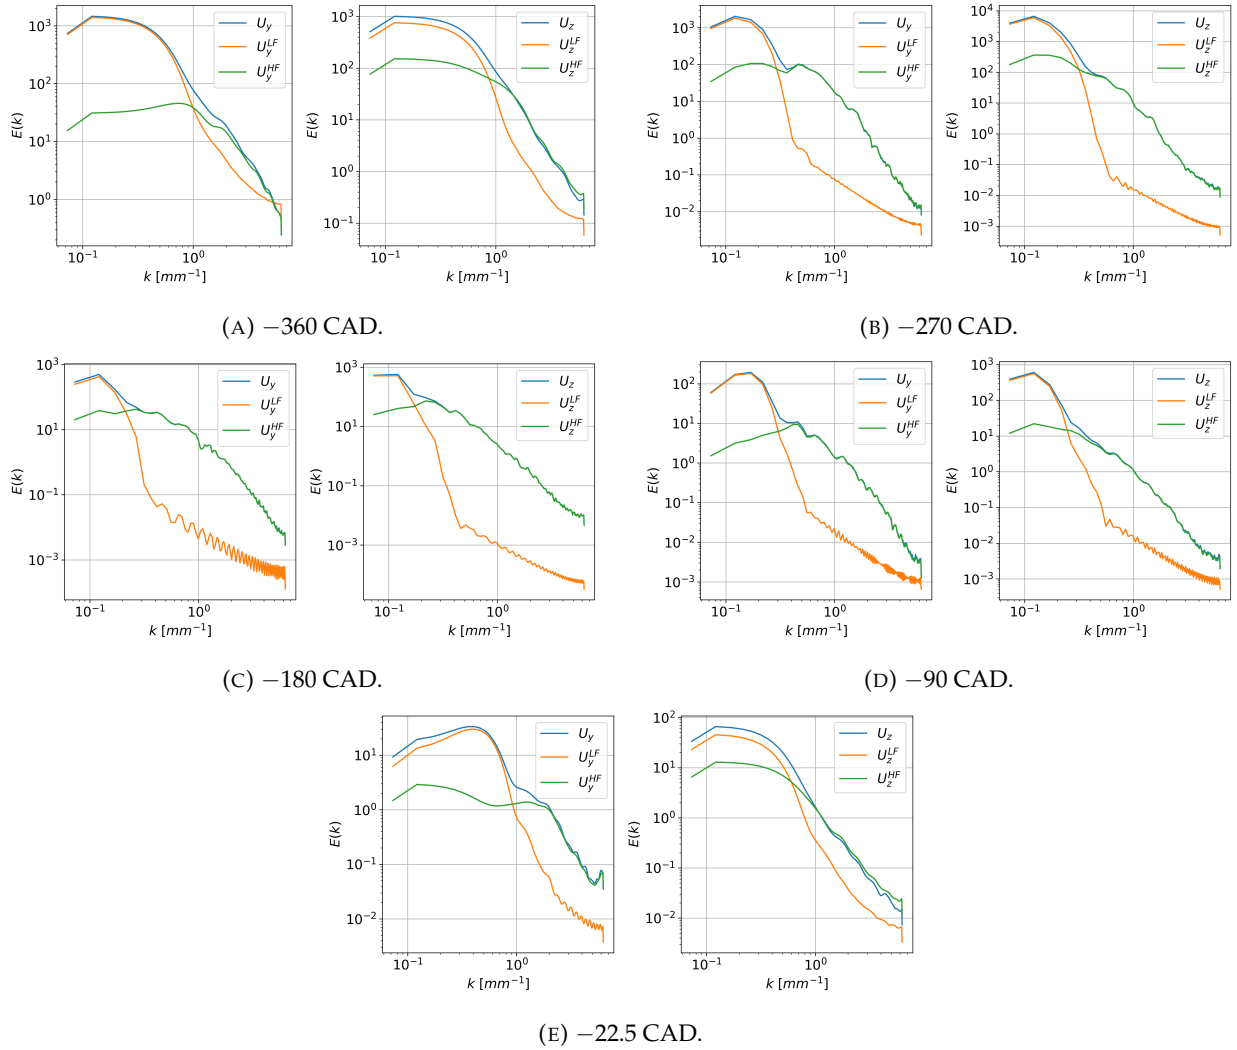 10³
10²
10¹
10⁰
E(k)
10⁻¹
10⁰
k [mm⁻¹]
U_y
U_y^LF
U_y^HF
10³
10²
10¹
10⁰
10⁻¹
E(k)
10⁻¹
10⁰
k [mm⁻¹]
U_z
U_z^LF
U_z^HF
(A) −360 CAD.
10³
10²
10¹
10⁰
10⁻¹
10⁻²
E(k)
10⁻¹
10⁰
k [mm⁻¹]
U_y
U_y^LF
U_y^HF
10⁴
10³
10²
10¹
10⁰
10⁻¹
10⁻²
10⁻³
E(k)
10⁻¹
10⁰
k [mm⁻¹]
U_z
U_z^LF
U_z^HF
(B) −270 CAD.
10³
10¹
10⁻¹
10⁻³
E(k)
10⁻¹
10⁰
k [mm⁻¹]
U_y
U_y^LF
U_y^HF
10³
10¹
10⁻¹
10⁻³
E(k)
10⁻¹
10⁰
k [mm⁻¹]
U_z
U_z^LF
U_z^HF
(C) −180 CAD.
10²
10¹
10⁰
10⁻¹
10⁻²
10⁻³
E(k)
10⁻¹
10⁰
k [mm⁻¹]
U_y
U_y^LF
U_y^HF
10³
10²
10¹
10⁰
10⁻¹
10⁻²
10⁻³
E(k)
10⁻¹
10⁰
k [mm⁻¹]
U_z
U_z^LF
U_z^HF
(D) −90 CAD.
10¹
10⁰
10⁻¹
10⁻²
E(k)
10⁻¹
10⁰
k [mm⁻¹]
U_y
U_y^LF
U_y^HF
10²
10¹
10⁰
10⁻¹
10⁻²
E(k)
10⁻¹
10⁰
k [mm⁻¹]
U_z
U_z^LF
U_z^HF
(E) −22.5 CAD.